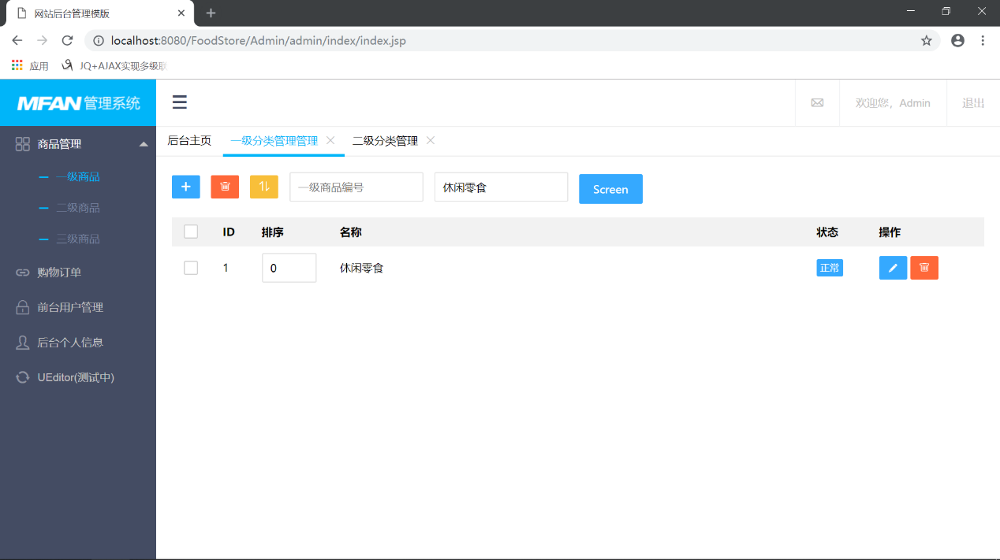 网站后台管理模版
localhost:8080/FoodStore/Admin/admin/index/index.jsp
应用 JQ+AJAX实现多级联
MFAN管理系统
欢迎您，Admin 退出
商品管理
一级商品
二级商品
三级商品
购物订单
前台用户管理
后台个人信息
UEditor(测试中)
后台主页 一级分类管理管理 二级分类管理
一级商品编号 休闲零食 Screen
ID 排序 名称 状态 操作
1 0 休闲零食 正常